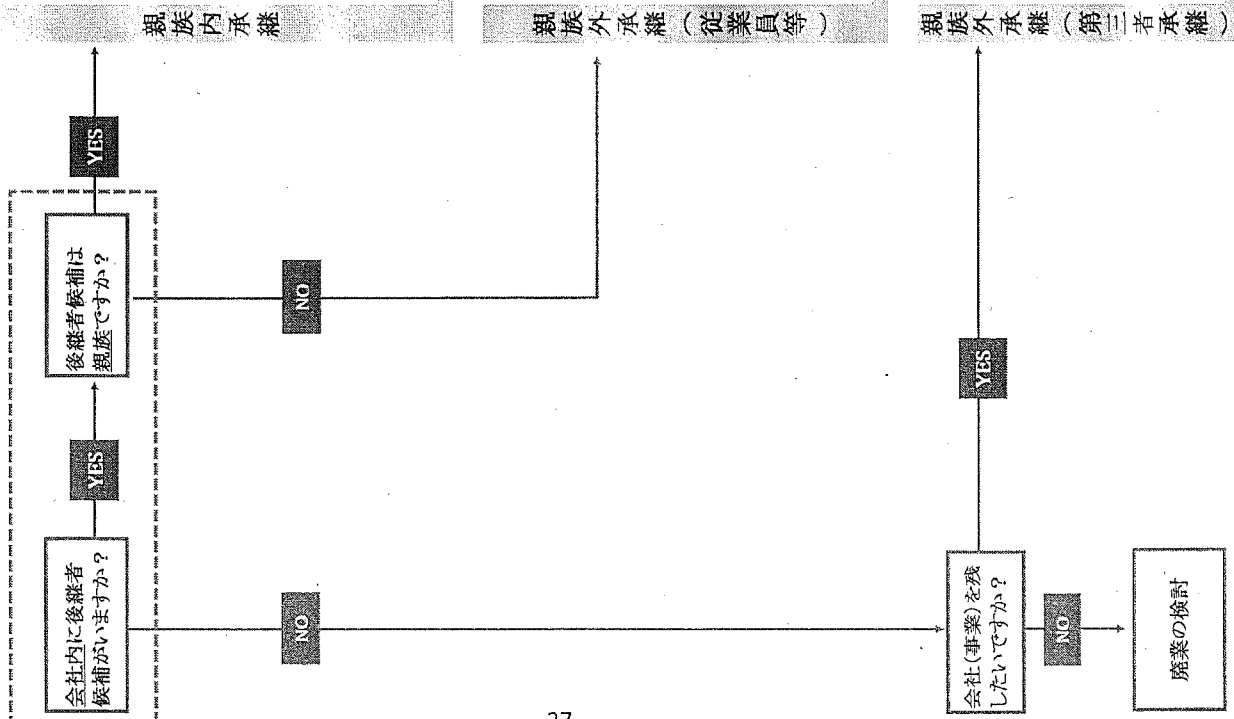 会社内に後継者
候補がいますか？
YES
後継者候補は
親族ですか？
YES
親族内承継
NO
親族外承継（従業員等）
NO
会社(事業)を残
したいですか？
YES
親族外承継（第三者承継）
NO
廃業の検討
27